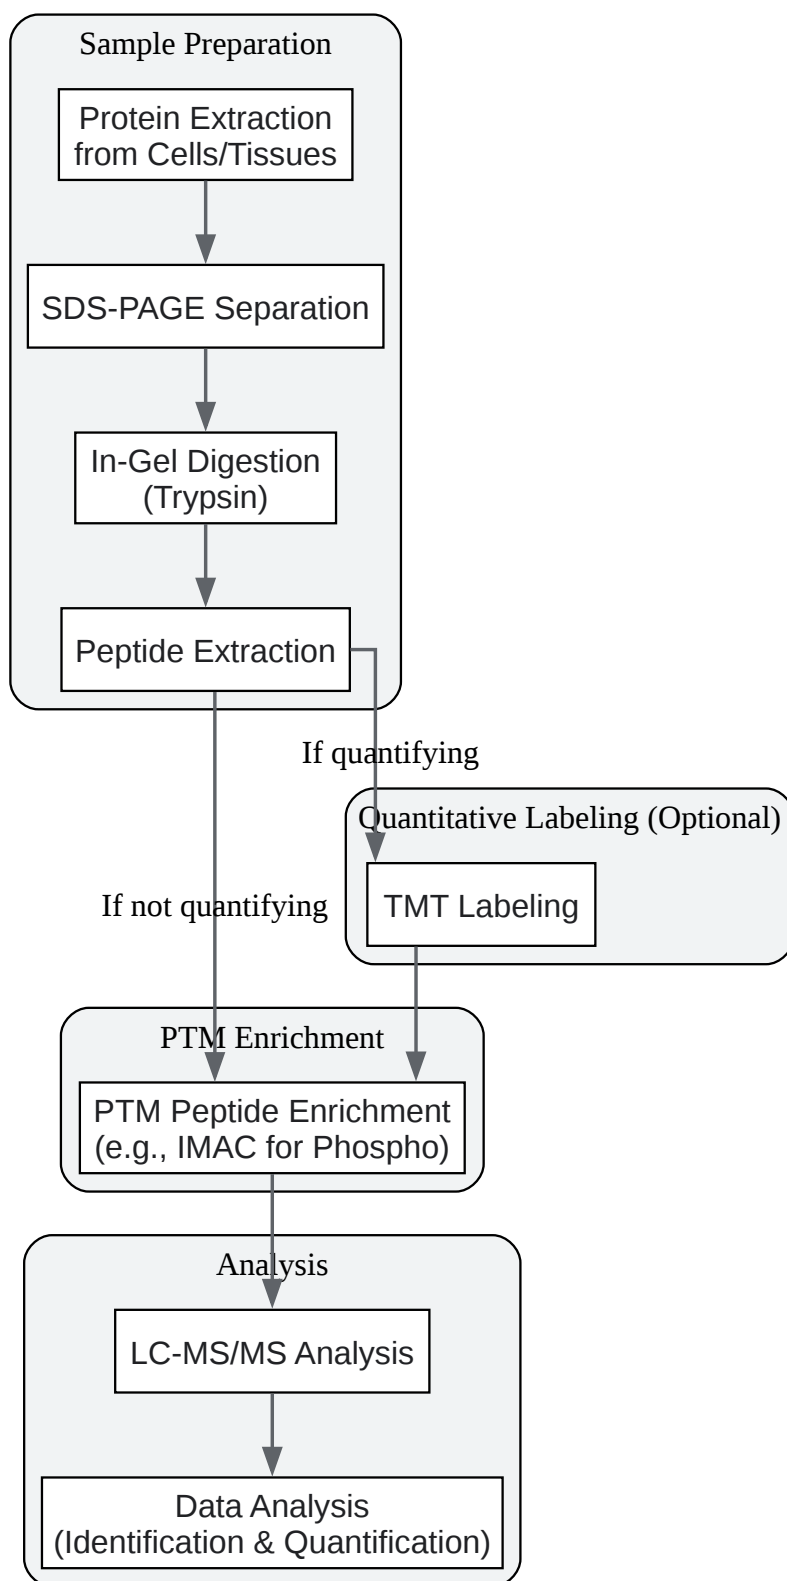 Sample Preparation
Protein Extraction
from Cells/Tissues
SDS-PAGE Separation
In-Gel Digestion
(Trypsin)
Peptide Extraction
If quantifying
Quantitative Labeling (Optional)
If not quantifying
TMT Labeling
PTM Enrichment
PTM Peptide Enrichment
(e.g., IMAC for Phospho)
Analysis
LC-MS/MS Analysis
Data Analysis
(Identification & Quantification)